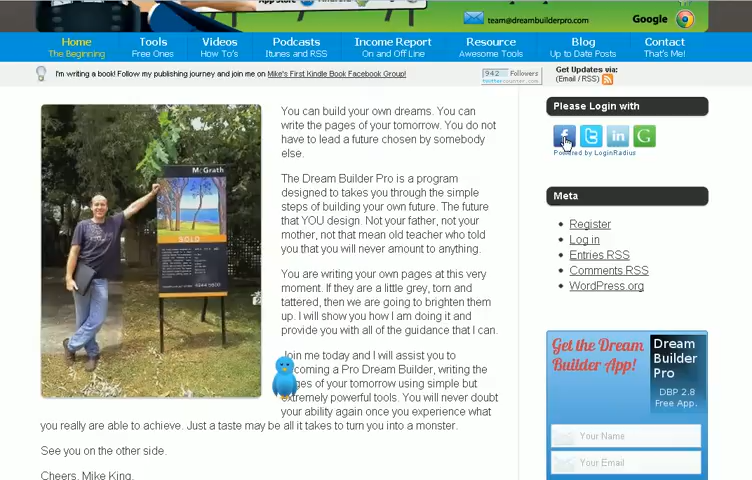 App Store
team@dreambuilderpro.com
Google
Home
The Beginning
Tools
Free Ones
Videos
How To's
Podcasts
Itunes and RSS
Income Report
On and Off Line
Resource
Awesome Tools
Blog
Up to Date Posts
Contact
That's Me!
I'm writing a book! Follow my publishing journey and join me on Mike's First Kindle Book Facebook Group!
942 Followers
twittercounter.com
Get Updates via:
(Email / RSS)
You can build your own dreams. You can
write the pages of your tomorrow. You do not
have to lead a future chosen by somebody
else.
The Dream Builder Pro is a program
designed to takes you through the simple
steps of building your own future. The future
that YOU design. Not your father, not your
mother, not that mean old teacher who told
you that you will never amount to anything.
You are writing your own pages at this very
moment. If they are a little grey, torn and
tattered, then we are going to brighten them
up. I will show you how I am doing it and
provide you with all of the guidance that I can.
Join me today and I will assist you to
becoming a Pro Dream Builder, writing the
pages of your tomorrow using simple but
extremely powerful tools. You will never doubt
your ability again once you experience what
you really are able to achieve. Just a taste may be all it takes to turn you into a monster.
See you on the other side.
Cheers, Mike King.
McGrath
SOLD
Please Login with
f
t
in
G
Powered by LoginRadius
Meta
Register
Log in
Entries RSS
Comments RSS
WordPress.org
Get the Dream
Builder App!
Dream
Builder
Pro
DBP 2.8
Free App.
Your Name
Your Email